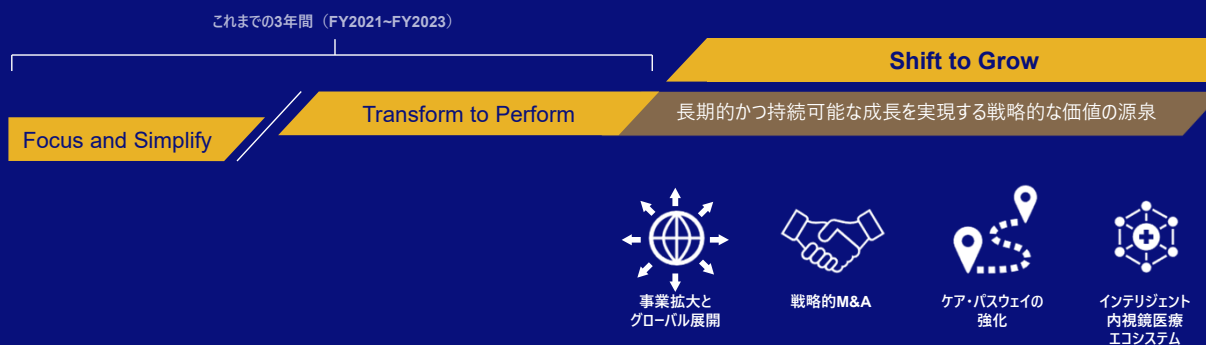 これまでの3年間（FY2021~FY2023）
Shift to Grow
Transform to Perform
長期的かつ持続可能な成長を実現する戦略的な価値の源泉
Focus and Simplify
事業拡大と
グローバル展開
戦略的M&A
ケア・パスウェイの
強化
インテリジェント
内視鏡医療
エコシステム